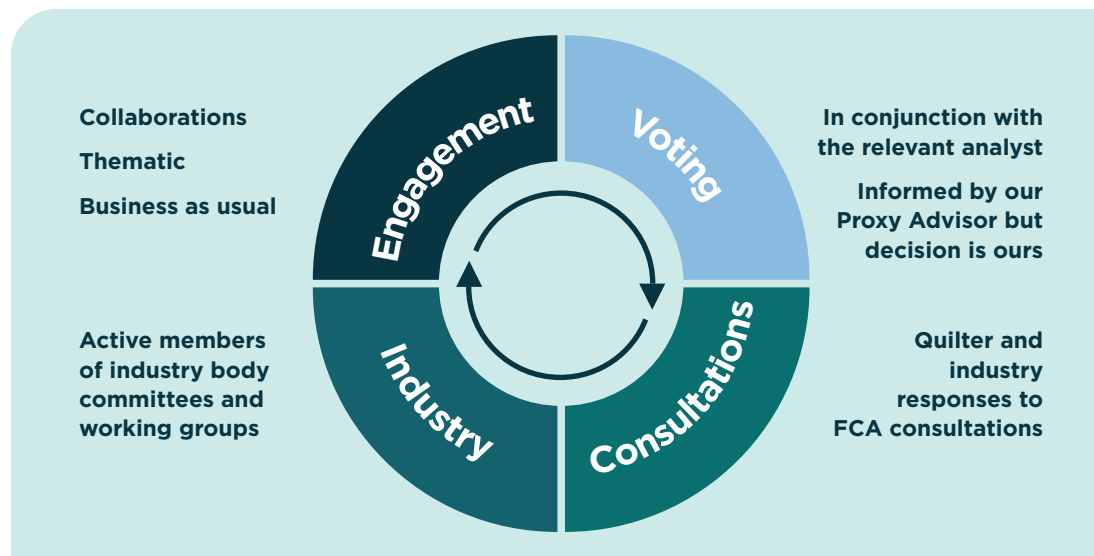 Engagement
Collaborations
Thematic
Business as usual
Voting
In conjunction with
the relevant analyst
Informed by our
Proxy Advisor but
decision is ours
Industry
Active members
of industry body
committees and
working groups
Consultations
Quilter and
industry
responses to
FCA consultations